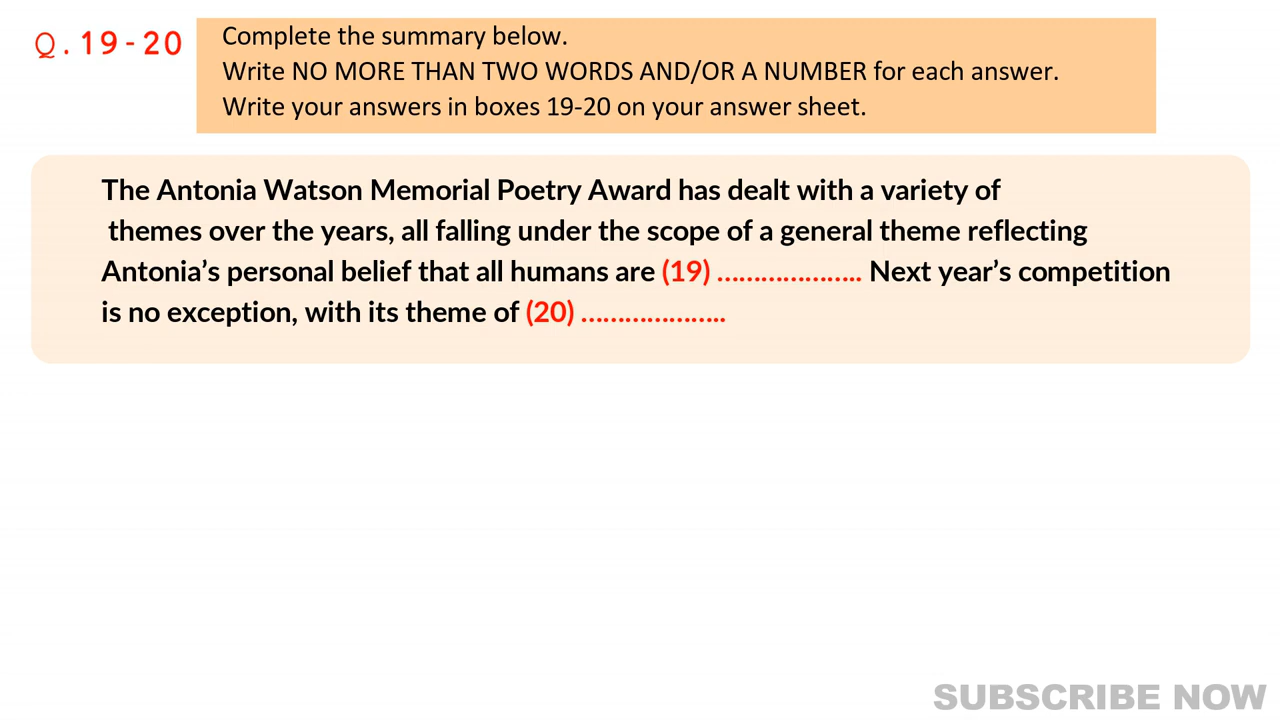 Q.19-20
Complete the summary below.
Write NO MORE THAN TWO WORDS AND/OR A NUMBER for each answer.
Write your answers in boxes 19-20 on your answer sheet.
The Antonia Watson Memorial Poetry Award has dealt with a variety of
themes over the years, all falling under the scope of a general theme reflecting
Antonia’s personal belief that all humans are (19) ……………….. Next year’s competition
is no exception, with its theme of (20) ………………..
SUBSCRIBE NOW